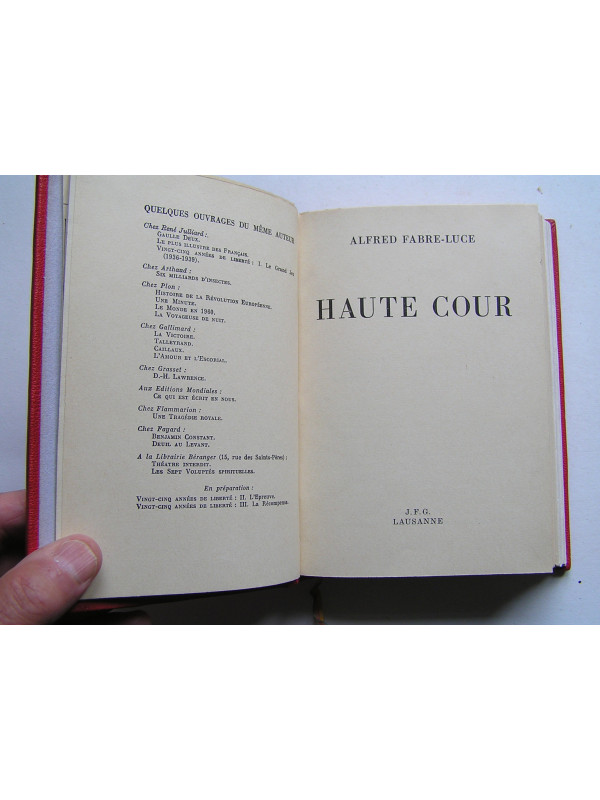 QUELQUES OUVRAGES DU MÊME AUTEUR
Chez René Julliard :
GAULLE DEUX.
LE PLUS ILLUSTRE DES FRANÇAIS.
VINGT-CINQ ANNÉES DE LIBERTÉ : I. Le Grand Jeu
(1936-1939).
Chez Arthaud :
SIX MILLIARDS D'INSECTES.
Chez Plon :
HISTOIRE DE LA RÉVOLUTION EUROPÉENNE.
UNE MINUTE.
LE MONDE EN 1960.
LA VOYAGEUSE DE NUIT.
Chez Gallimard :
LA VICTOIRE.
TALLEYRAND.
CAILLAUX.
L'AMOUR ET L'ESCORIAL.
Chez Grasset :
D.-H. LAWRENCE.
Aux Editions Mondiales :
CE QUI EST ÉCRIT EN NOUS.
Chez Flammarion :
UNE TRAGÉDIE ROYALE.
Chez Fayard :
BENJAMIN CONSTANT.
DEUIL AU LEVANT.
A la Librairie Béranger (15, rue des Saints-Pères) :
THÉATRE INTERDIT.
LES SEPT VOLUPTÉS SPIRITUELLES.
En préparation :
VINGT-CINQ ANNÉES DE LIBERTÉ : II. L'Epreuve.
VINGT-CINQ ANNÉES DE LIBERTÉ : III. La Récompense.
ALFRED FABRE-LUCE
HAUTE COUR
J.F.G.
LAUSANNE